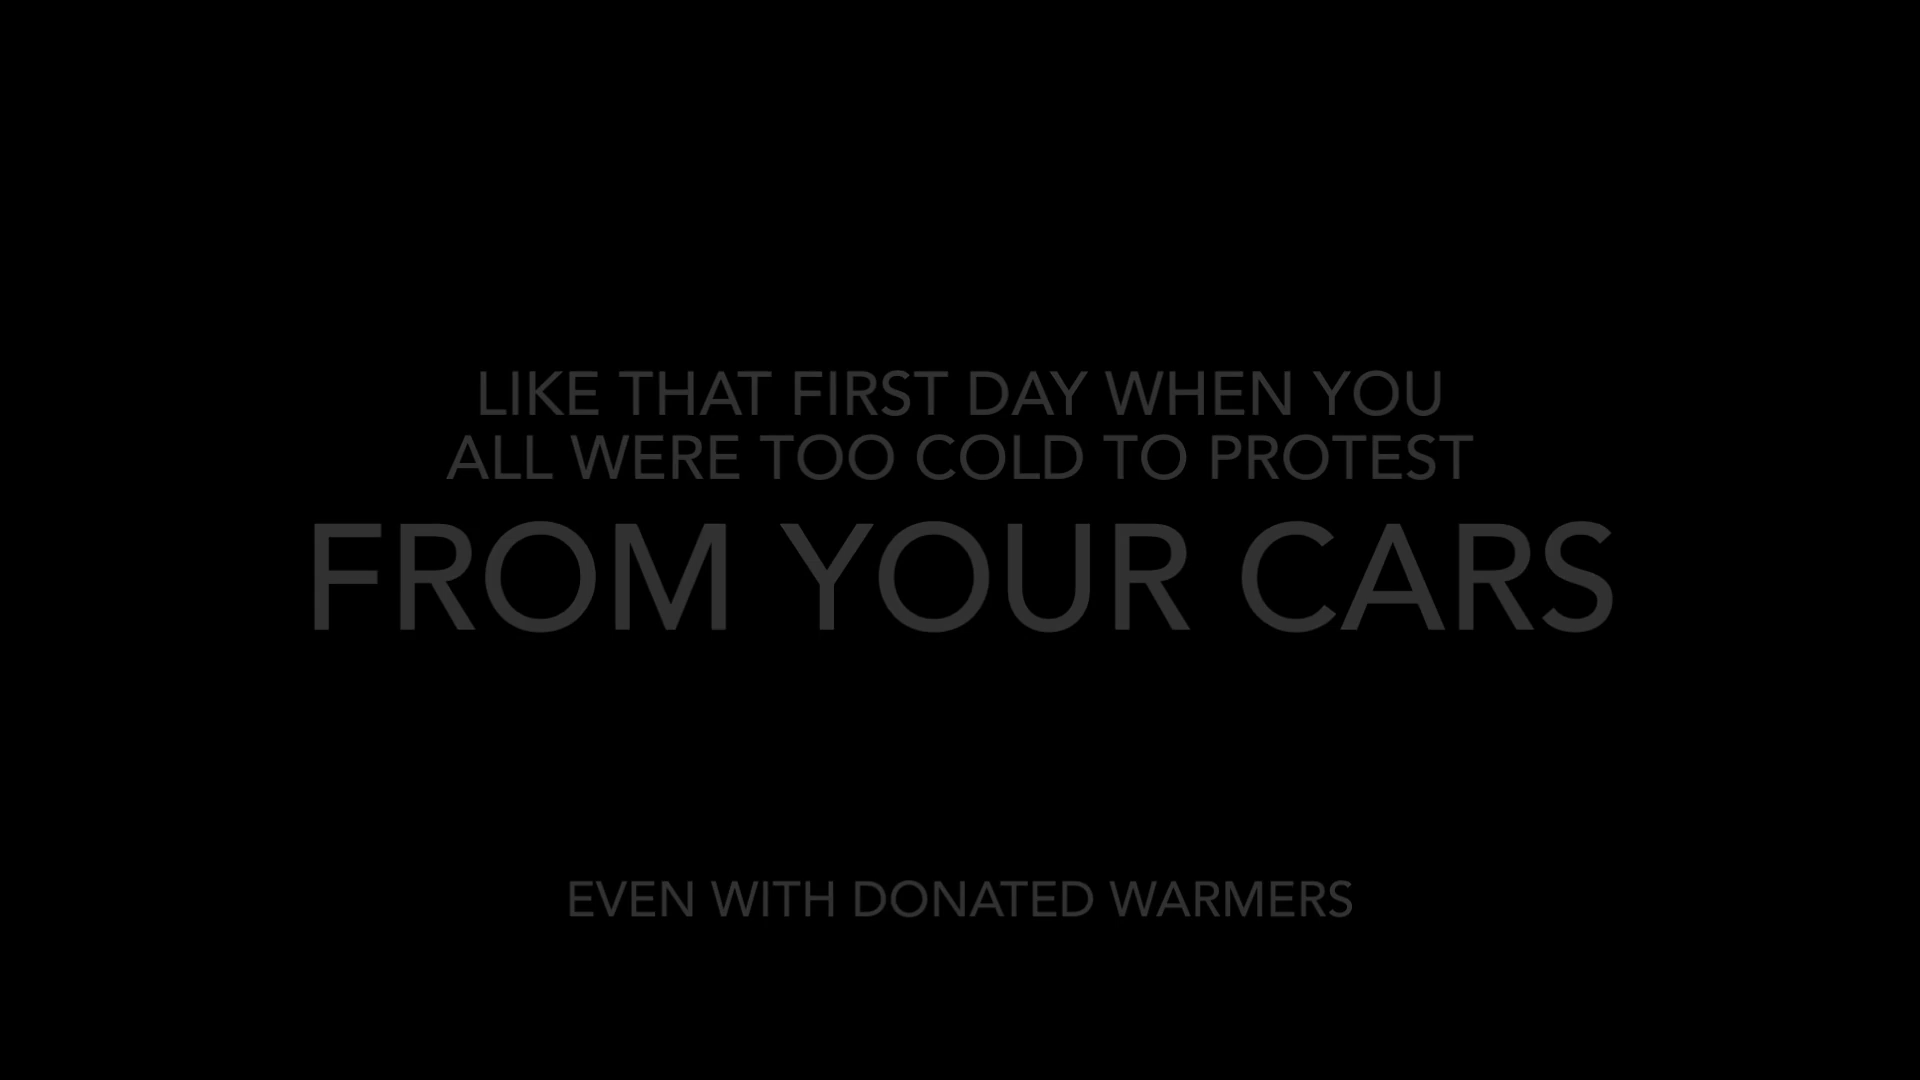 LIKE THAT FIRST DAY WHEN YOU
ALL WERE TOO COLD TO PROTEST
FROM YOUR CARS
EVEN WITH DONATED WARMERS